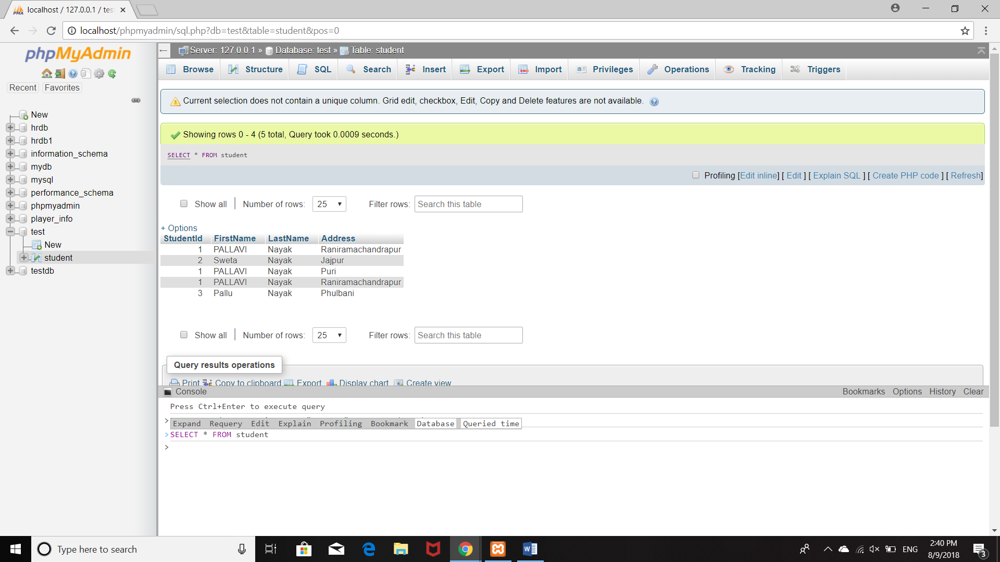 localhost / 127.0.0.1 / tes
localhost/phpmyadmin/sql.php?db=test&table=student&pos=0
phpMyAdmin
Recent Favorites
New
hrdb
hrdb1
information_schema
mydb
mysql
performance_schema
phpmyadmin
player_info
test
New
student
testdb
Server: 127.0.0.1 » Database: test » Table: student
Browse Structure SQL Search Insert Export Import Privileges Operations Tracking Triggers
Current selection does not contain a unique column. Grid edit, checkbox, Edit, Copy and Delete features are not available.
Showing rows 0 - 4 (5 total, Query took 0.0009 seconds.)
SELECT * FROM student
Profiling [Edit inline] [ Edit ] [ Explain SQL ] [ Create PHP code ] [ Refresh]
Show all Number of rows: 25 Filter rows: Search this table
+ Options
StudentId FirstName LastName Address
1 PALLAVI Nayak Raniramachandrapur
2 Sweta Nayak Jajpur
1 PALLAVI Nayak Puri
1 PALLAVI Nayak Raniramachandrapur
3 Pallu Nayak Phulbani
Show all Number of rows: 25 Filter rows: Search this table
Query results operations
Print Copy to clipboard Export Display chart Create view
Console Bookmarks Options History Clear
Press Ctrl+Enter to execute query
>
Expand Requery Edit Explain Profiling Bookmark Database Queried time
>SELECT * FROM student
>
Type here to search
ENG
2:40 PM
8/9/2018
3